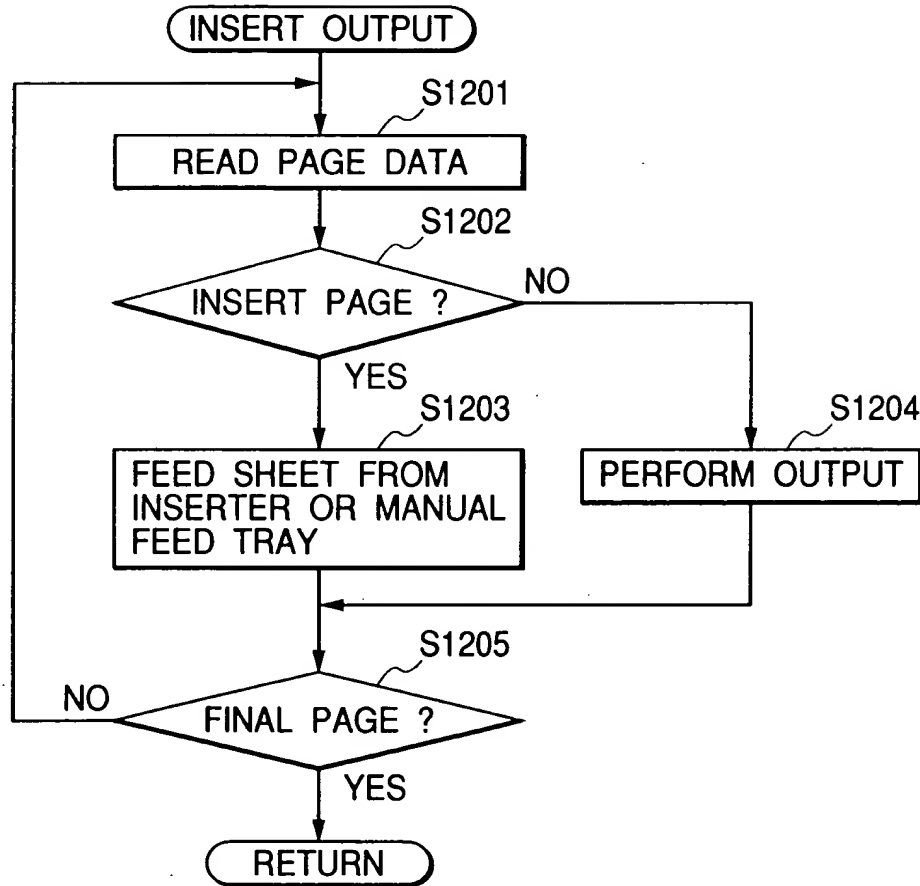 INSERT OUTPUT
S1201
READ PAGE DATA
S1202
INSERT PAGE ?
NO
YES
S1203
S1204
FEED SHEET FROM
INSERTER OR MANUAL
FEED TRAY
PERFORM OUTPUT
S1205
NO
FINAL PAGE ?
YES
RETURN